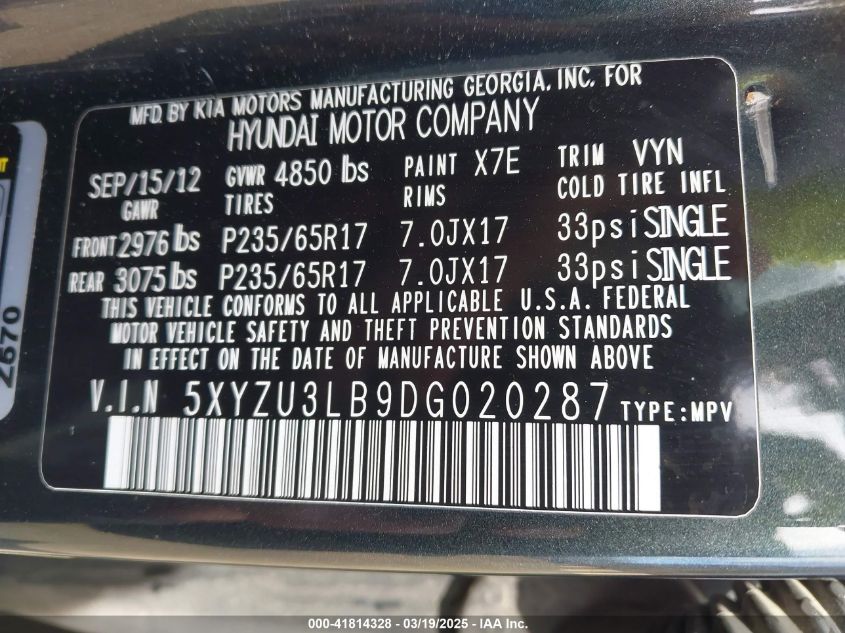 MFD. BY KIA MOTORS MANUFACTURING GEORGIA, INC. FOR
HYUNDAI MOTOR COMPANY
SEP/15/12 GVWR 4850 lbs PAINT X7E TRIM VYN
GAWR TIRES RIMS COLD TIRE INFL
FRONT 2976 lbs P235/65R17 7.0JX17 33psi SINGLE
REAR 3075 lbs P235/65R17 7.0JX17 33psi SINGLE
THIS VEHICLE CONFORMS TO ALL APPLICABLE U.S.A. FEDERAL
MOTOR VEHICLE SAFETY AND THEFT PREVENTION STANDARDS
IN EFFECT ON THE DATE OF MANUFACTURE SHOWN ABOVE
V.I.N 5XYZU3LB9DG020287 TYPE:MPV
2670
000-41814328 - 03/19/2025 - IAAI.com